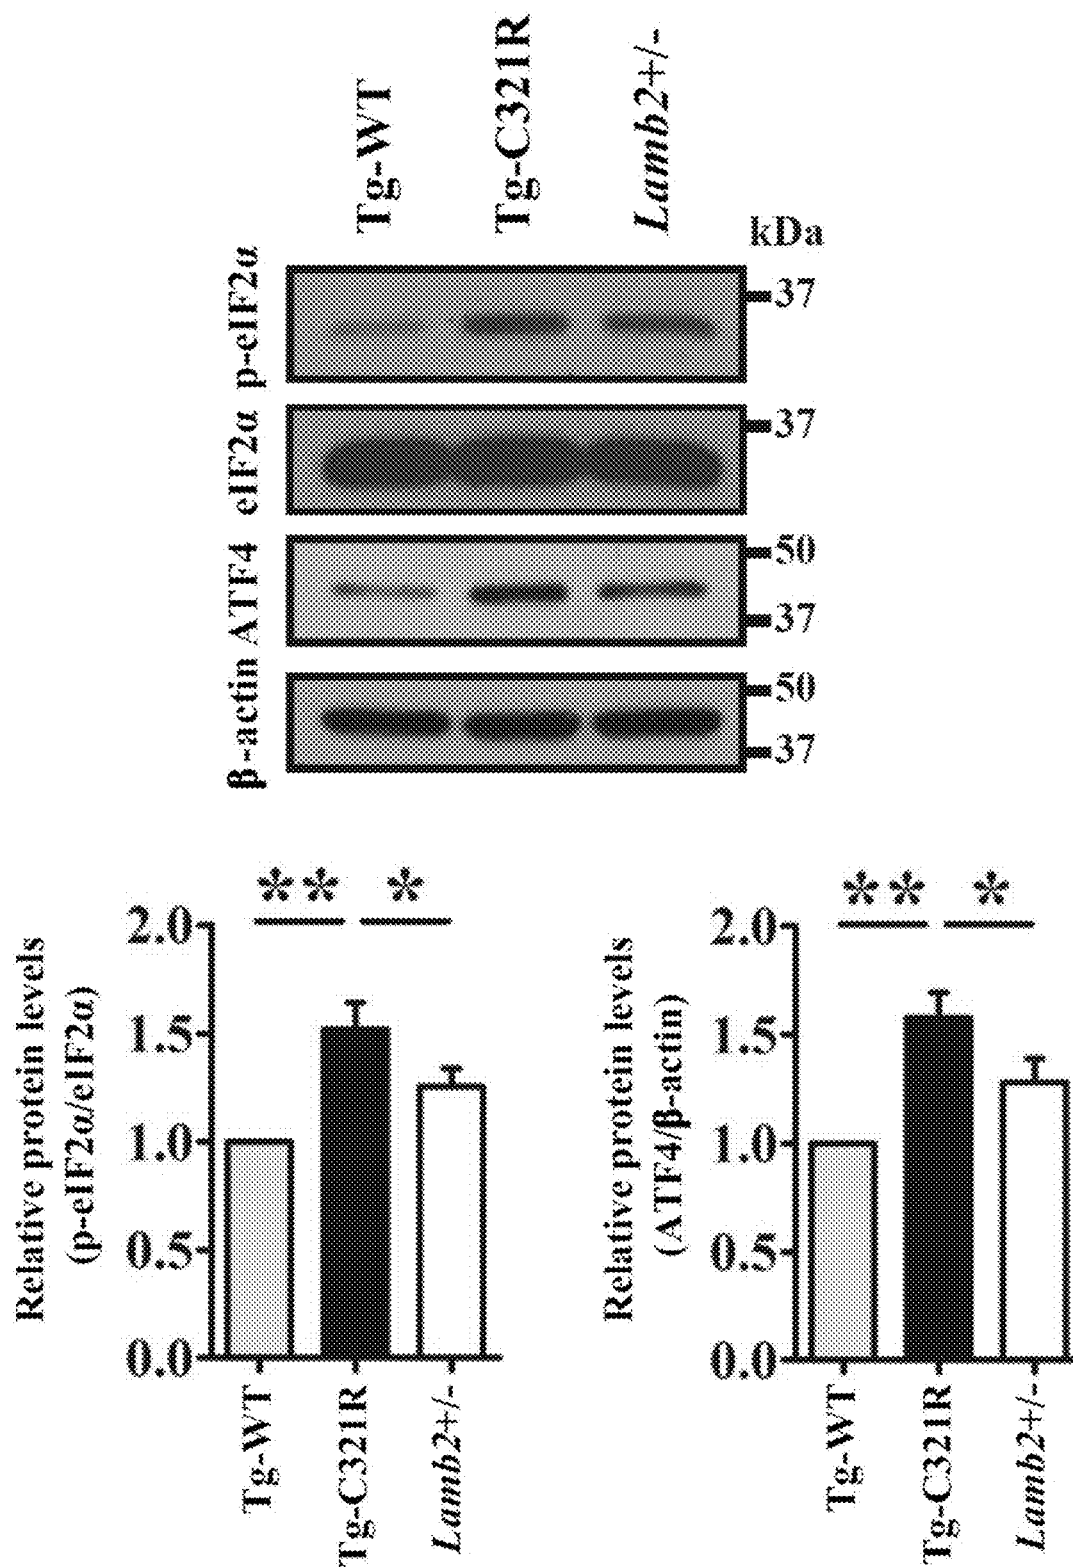 Tg-WT
Tg-C321R
Lamb2+/-
kDa
p-eIF2α
37
eIF2α
37
ATF4
50
37
β-actin
50
37
Relative protein levels
(p-eIF2α/eIF2α)
** *
2.0
1.5
1.0
0.5
0.0
Tg-WT
Tg-C321R
Lamb2+/-
Relative protein levels
(ATF4/β-actin)
** *
2.0
1.5
1.0
0.5
0.0
Tg-WT
Tg-C321R
Lamb2+/-